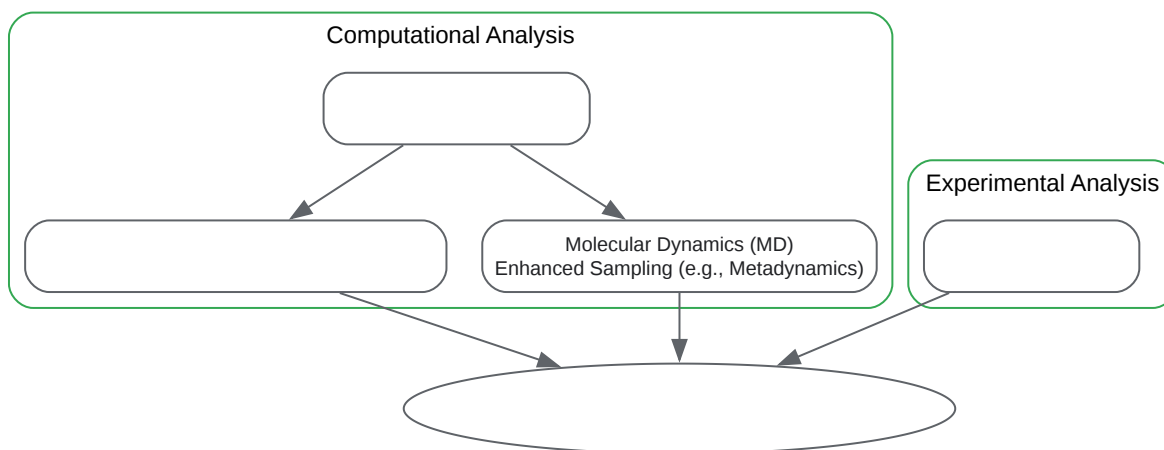 Computational Analysis
Experimental Analysis
Molecular Dynamics (MD)
Enhanced Sampling (e.g., Metadynamics)